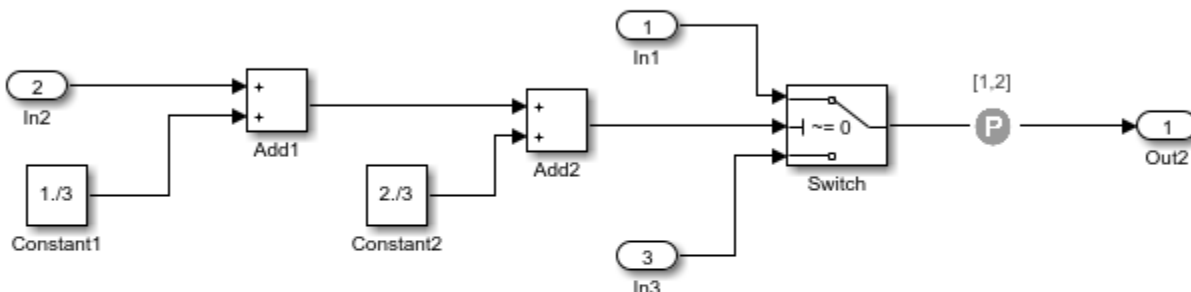 1
In1
[1,2]
2
In2
+
+
Add1
+
+
Add2
~= 0
Switch
P
1
Out2
1./3
Constant1
2./3
Constant2
3
In3